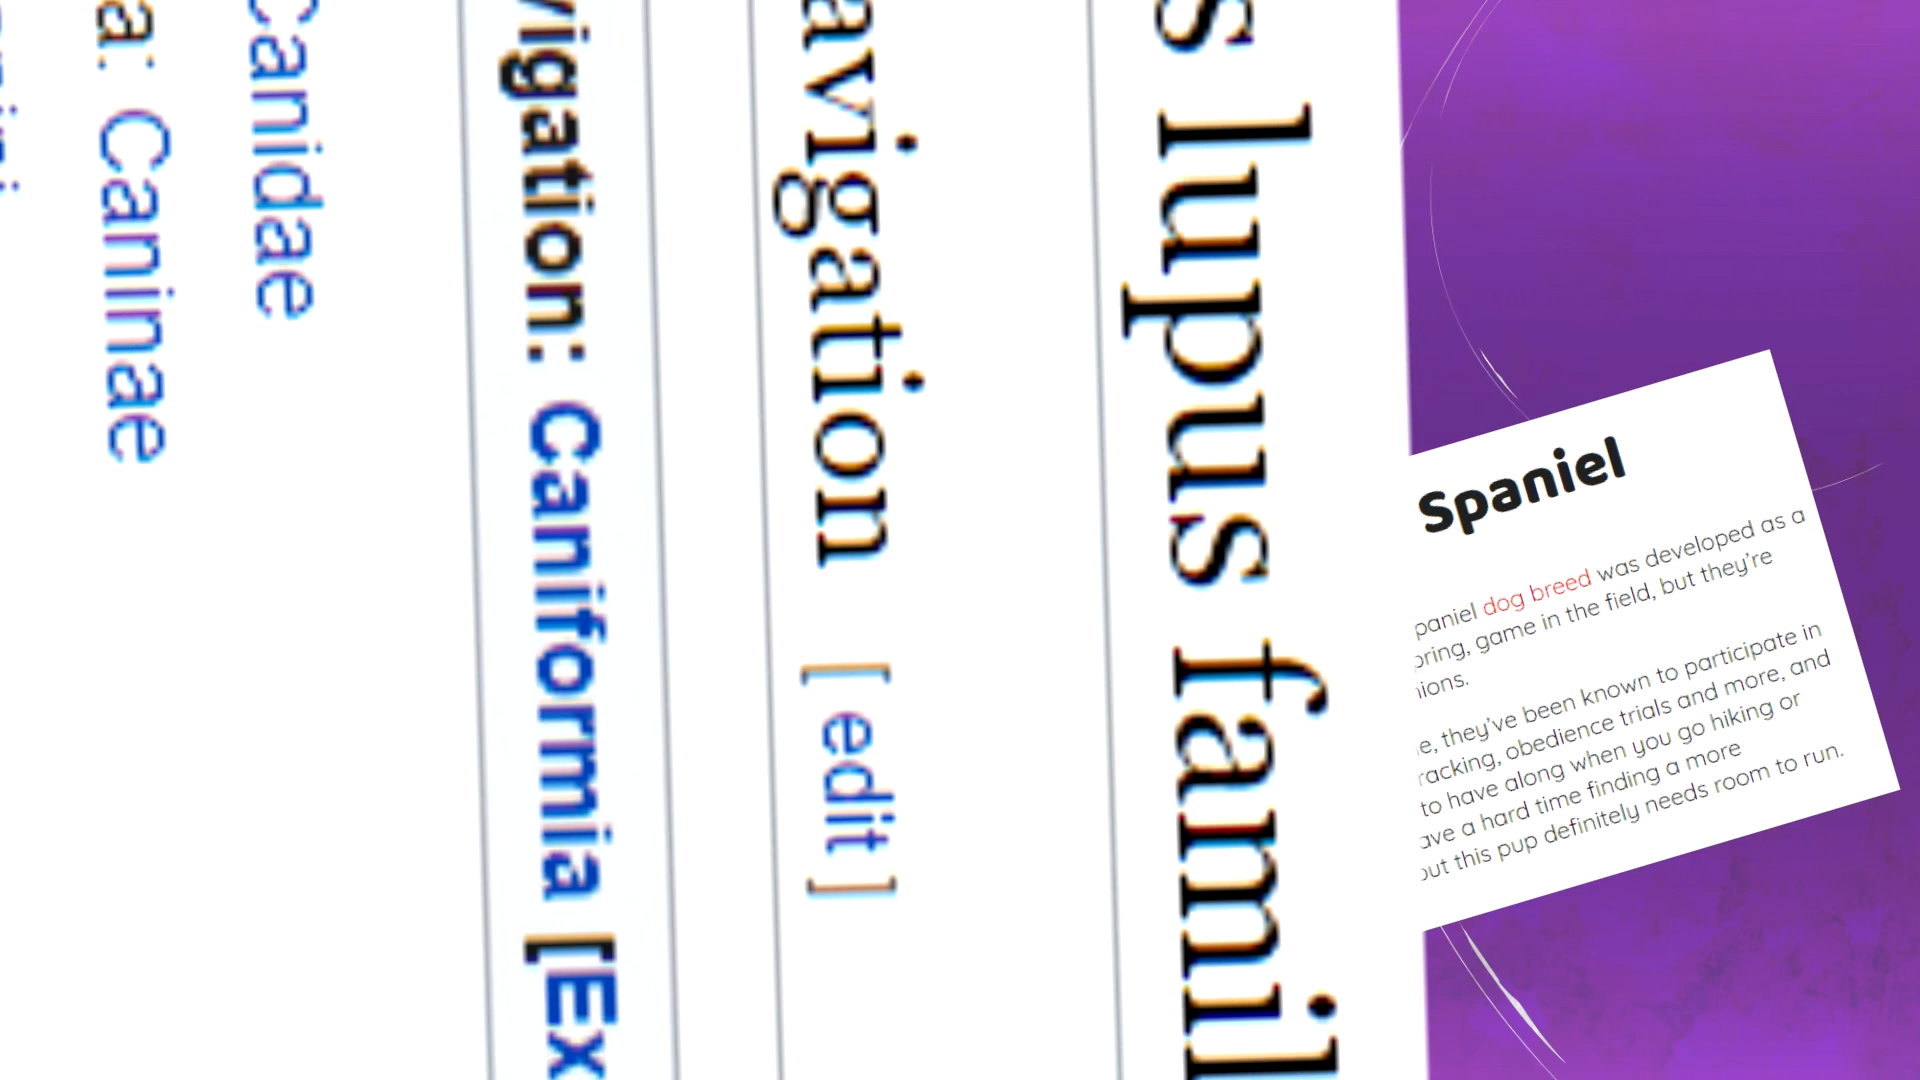 s lupus famil
avigation [ edit ]
vigation: Caniformia [Ex
Canidae
a: Caninae
Spaniel
paniel dog breed was developed as a
oring, game in the field, but they're
nions.
e, they've been known to participate in
racking, obedience trials and more, and
to have along when you go hiking or
ave a hard time finding a more
out this pup definitely needs room to run.